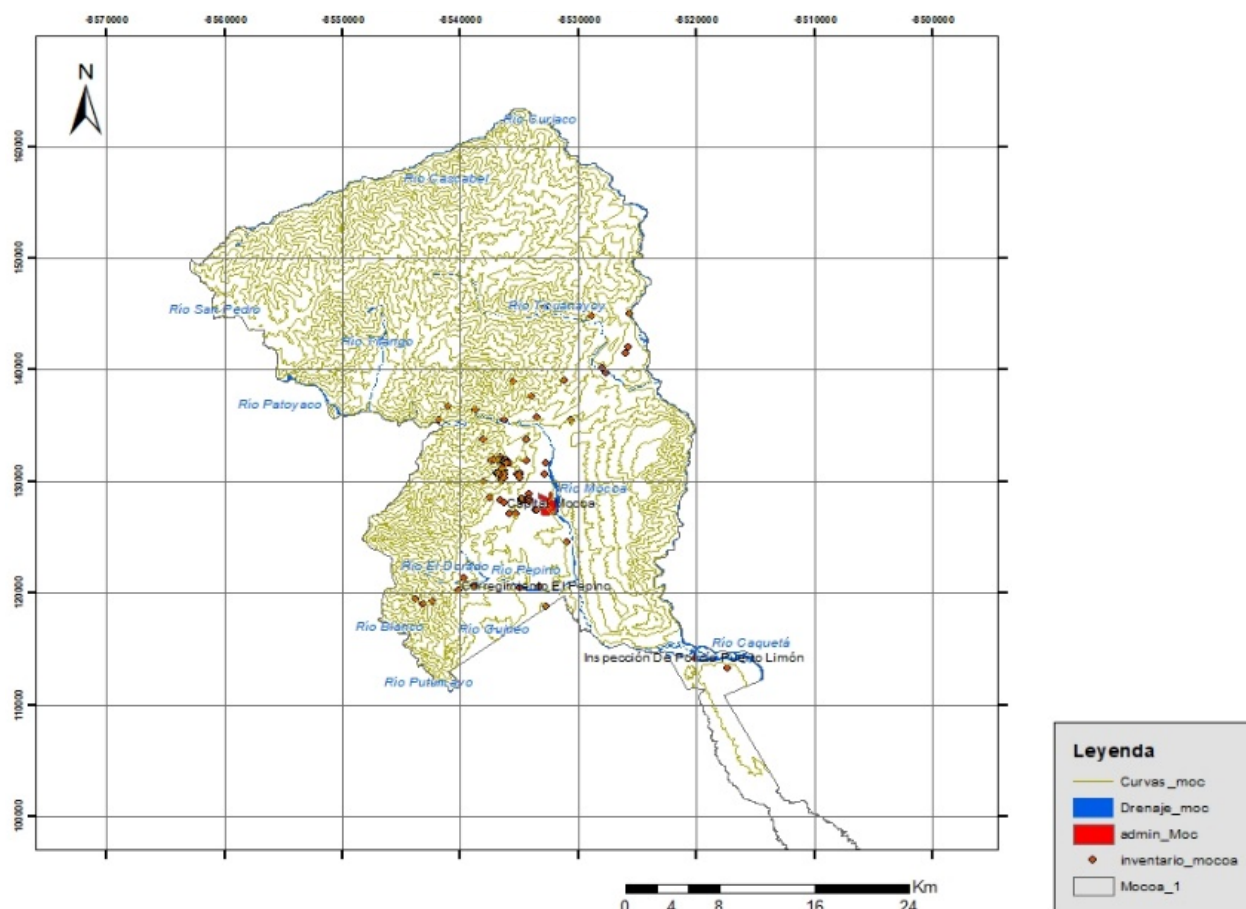 -8570000 -8560000 -8550000 -8540000 -8530000 -8520000 -8510000 -8500000
N
160000
150000
140000
130000
120000
110000
100000
Río Curiaco
Río Cascabel
Río San Pedro
Río Ticuanayoy
Río Titango
Río Patoyaco
Río Mocoa
Capital Mocoa
Río El Dorado
Río Pepino
Corregimiento El Pepino
Río Blanco
Río Guineo
Río Caquetá
Inspección De Policía Puerto Limón
Río Putumayo
Leyenda
Curvas_moc
Drenaje_moc
admin_Moc
inventario_mocoa
Mocoa_1
Km
0 4 8 16 24